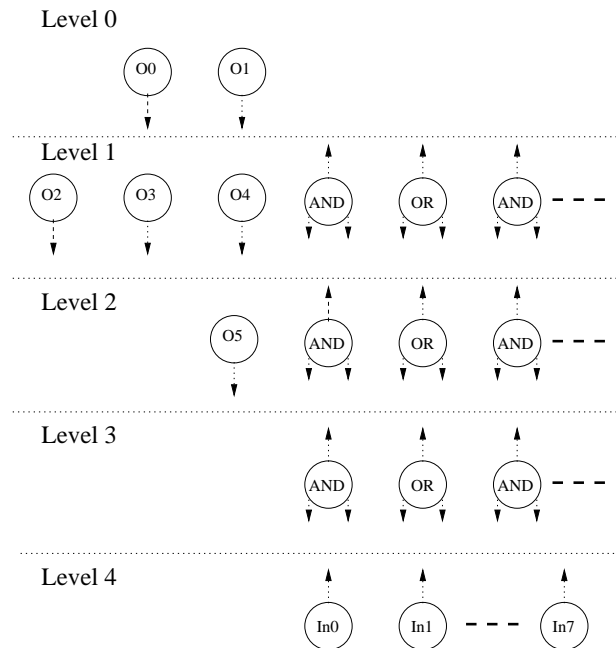 Level 0
O0 O1
Level 1
O2 O3 O4 AND OR AND
Level 2
O5 AND OR AND
Level 3
AND OR AND
Level 4
In0 In1 In7